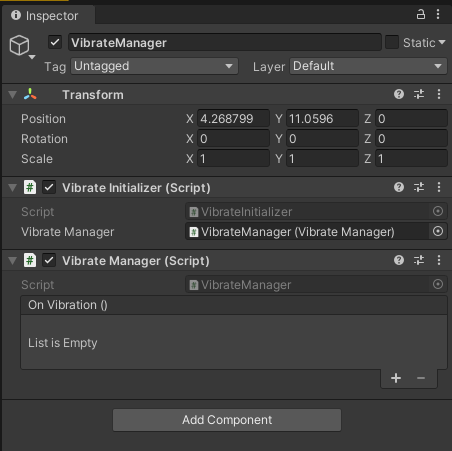 Inspector
VibrateManager Static
Tag Untagged Layer Default
Transform
Position X 4.268799 Y 11.0596 Z 0
Rotation X 0 Y 0 Z 0
Scale X 1 Y 1 Z 1
# Vibrate Initializer (Script)
Script # VibrateInitializer
Vibrate Manager # VibrateManager (Vibrate Manager)
# Vibrate Manager (Script)
Script # VibrateManager
On Vibration ()
List is Empty
+ −
Add Component